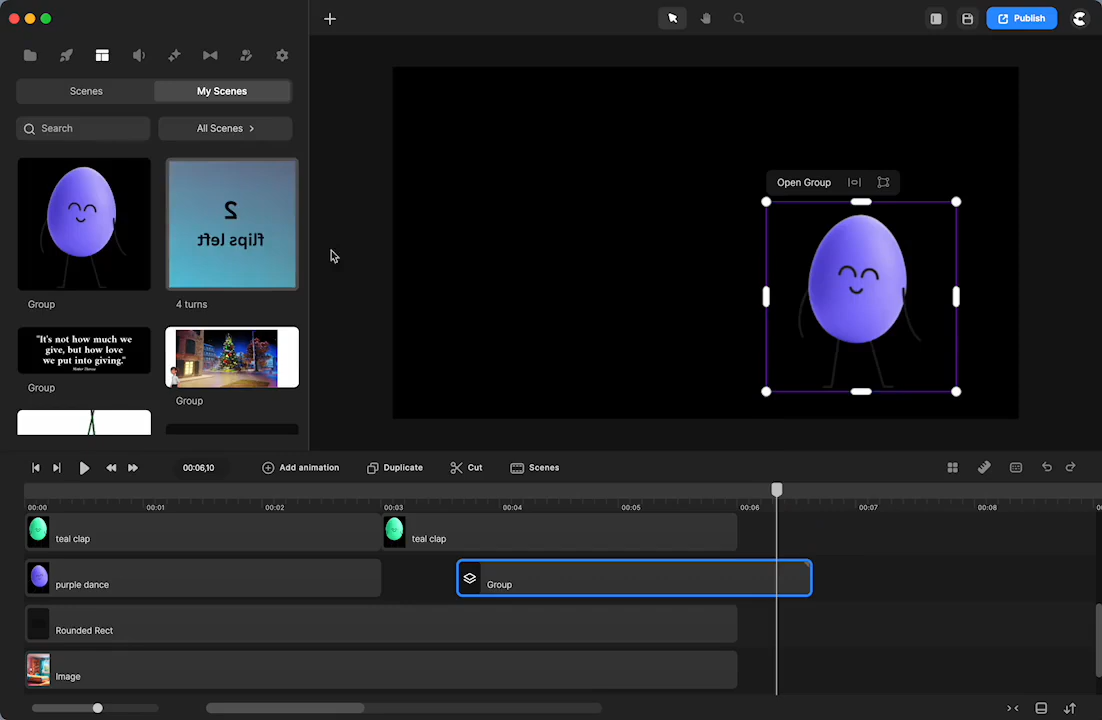 Publish
Scenes
My Scenes
Search
All Scenes
2
flips left
Group
4 turns
"It's not how much we
give, but how love
we put into giving."
Group
Group
Open Group
00:06,10
Add animation
Duplicate
Cut
Scenes
00:00
00:01
00:02
00:03
00:04
00:05
00:06
00:07
00:08
teal clap
teal clap
purple dance
Group
Rounded Rect
Image